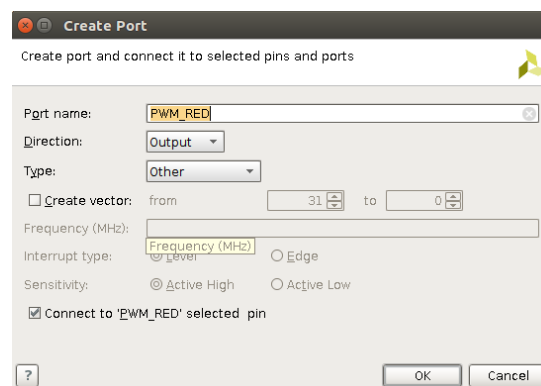 Create Port
Create port and connect it to selected pins and ports
Port name: PWM_RED
Direction: Output
Type: Other
Create vector: from 31 to 0
Frequency (MHz):
Frequency (MHz)
Interrupt type: Level Edge
Sensitivity: Active High Active Low
Connect to 'PWM_RED' selected pin
? OK Cancel